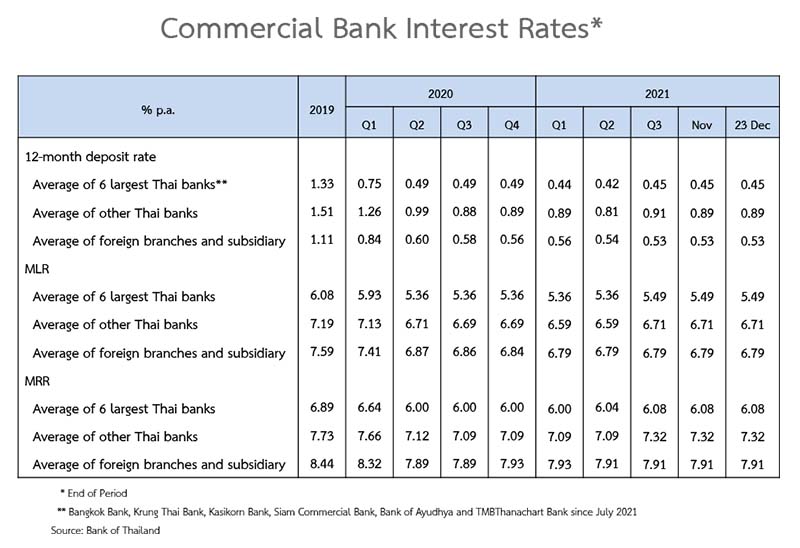 Commercial Bank Interest Rates*
% p.a. 2019 2020 2021
Q1 Q2 Q3 Q4 Q1 Q2 Q3 Nov 23 Dec
12-month deposit rate
Average of 6 largest Thai banks** 1.33 0.75 0.49 0.49 0.49 0.44 0.42 0.45 0.45 0.45
Average of other Thai banks 1.51 1.26 0.99 0.88 0.89 0.89 0.81 0.91 0.89 0.89
Average of foreign branches and subsidiary 1.11 0.84 0.60 0.58 0.56 0.56 0.54 0.53 0.53 0.53
MLR
Average of 6 largest Thai banks 6.08 5.93 5.36 5.36 5.36 5.36 5.36 5.49 5.49 5.49
Average of other Thai banks 7.19 7.13 6.71 6.69 6.69 6.59 6.59 6.71 6.71 6.71
Average of foreign branches and subsidiary 7.59 7.41 6.87 6.86 6.84 6.79 6.79 6.79 6.79 6.79
MRR
Average of 6 largest Thai banks 6.89 6.64 6.00 6.00 6.00 6.00 6.04 6.08 6.08 6.08
Average of other Thai banks 7.73 7.66 7.12 7.09 7.09 7.09 7.09 7.32 7.32 7.32
Average of foreign branches and subsidiary 8.44 8.32 7.89 7.89 7.93 7.93 7.91 7.91 7.91 7.91
* End of Period
** Bangkok Bank, Krung Thai Bank, Kasikorn Bank, Siam Commercial Bank, Bank of Ayudhya and TMBThanachart Bank since July 2021
Source: Bank of Thailand